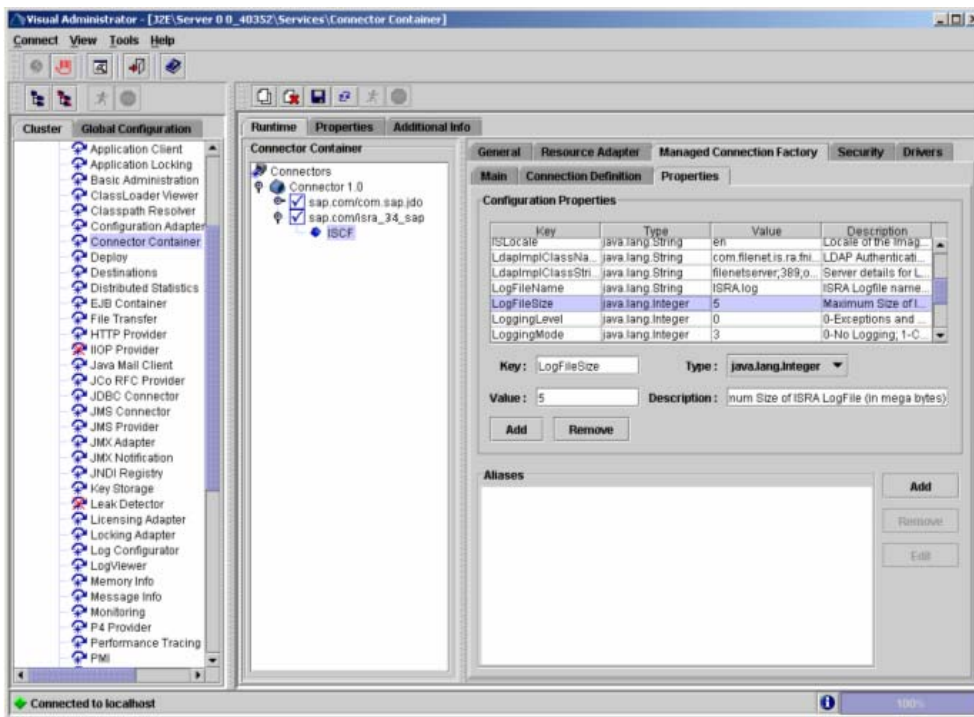 Visual Administrator - [J2E\Server 0 0_40352\Services\Connector Container]
Connect View Tools Help
Cluster Global Configuration
Application Client
Application Locking
Basic Administration
ClassLoader Viewer
Classpath Resolver
Configuration Adapter
Connector Container
Deploy
Destinations
Distributed Statistics
EJB Container
File Transfer
HTTP Provider
IIOP Provider
Java Mail Client
JCo RFC Provider
JDBC Connector
JMS Connector
JMS Provider
JMX Adapter
JMX Notification
JNDI Registry
Key Storage
Leak Detector
Licensing Adapter
Locking Adapter
Log Configurator
LogViewer
Memory Info
Message Info
Monitoring
P4 Provider
Performance Tracing
PMI
Runtime Properties Additional Info
Connector Container
Connectors
Connector 1.0
sap.com/com.sap.jdo
sap.com/isra_34_sap
ISCF
General Resource Adapter Managed Connection Factory Security Drivers
Main Connection Definition Properties
Configuration Properties
Key Type Value Description
ISLocale java.lang.String en Locale of the Imag...
LdapImplClassNa... java.lang.String com.filenet.is.ra.fni... LDAP Authenticati...
LdapImplClassStri... java.lang.String filenetserver;389,o... Server details for L...
LogFileName java.lang.String ISRA.log ISRA Logfile name...
LogFileSize java.lang.Integer 5 Maximum Size of I...
LoggingLevel java.lang.Integer 0 0-Exceptions and ...
LoggingMode java.lang.Integer 3 0-No Logging; 1-C...
Key: LogFileSize Type: java.lang.Integer
Value: 5 Description: num Size of ISRA LogFile (in mega bytes)
Add Remove
Aliases
Add
Remove
Edit
Connected to localhost
100%